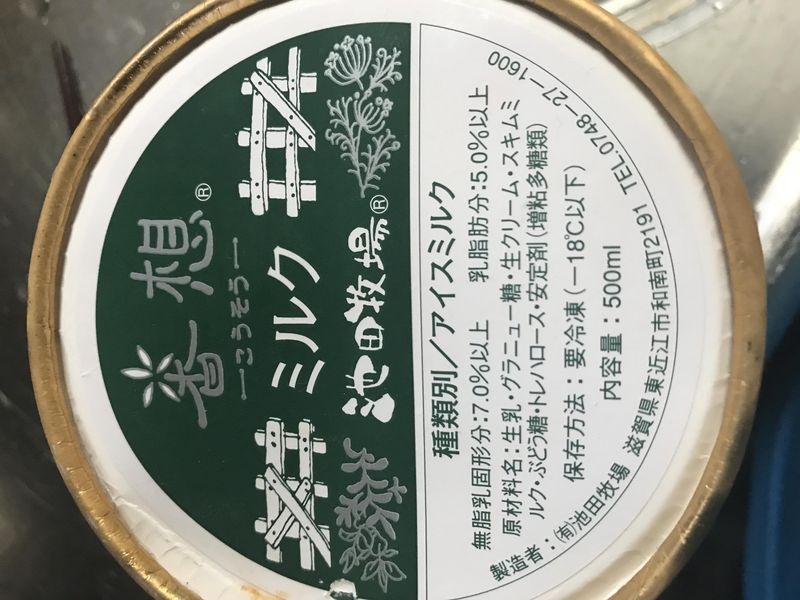 香想®
―こうそう―
ミルク
池田牧場®
種類別／アイスミルク
無脂乳固形分：7.0%以上　乳脂肪分：5.0%以上
原材料名：生乳・グラニュー糖・生クリーム・スキムミ
ルク・ぶどう糖・トレハロース・安定剤（増粘多糖類）
保存方法：要冷凍（－18℃以下）
内容量：500ml
製造者：㈲池田牧場 滋賀県東近江市和南町2191 TEL.0748－27－1600